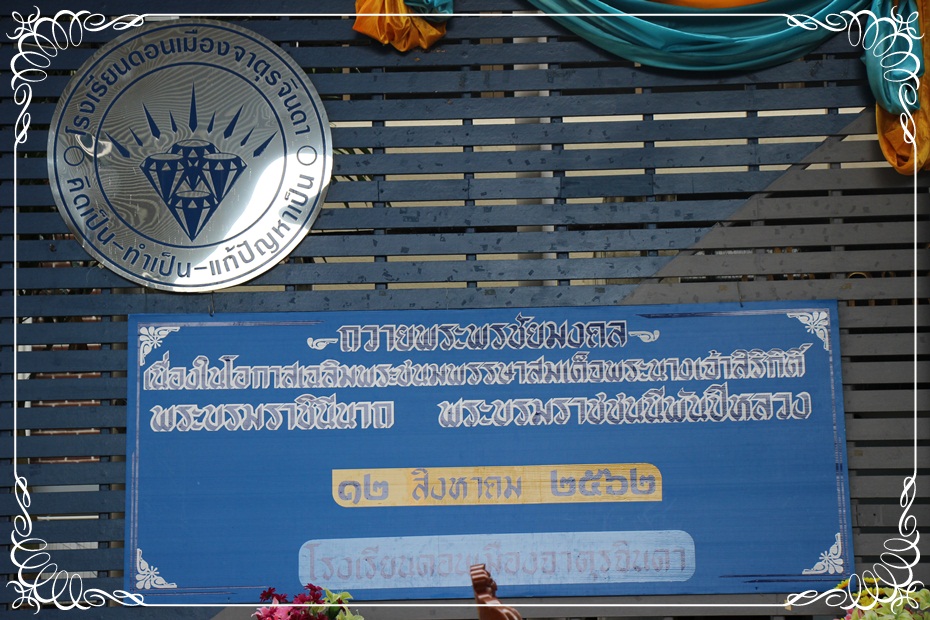 โรงเรียนดอนเมืองจาตุรจินดา
คิดเป็น-ทำเป็น-แก้ปัญหาเป็น
ถวายพระพรชัยมงคล
เนื่องในโอกาสเฉลิมพระชนมพรรษาสมเด็จพระนางเจ้าสิริกิติ์
พระบรมราชินีนาถ พระบรมราชชนนีพันปีหลวง
๑๒ สิงหาคม ๒๕๖๒
โรงเรียนดอนเมืองจาตุรจินดา